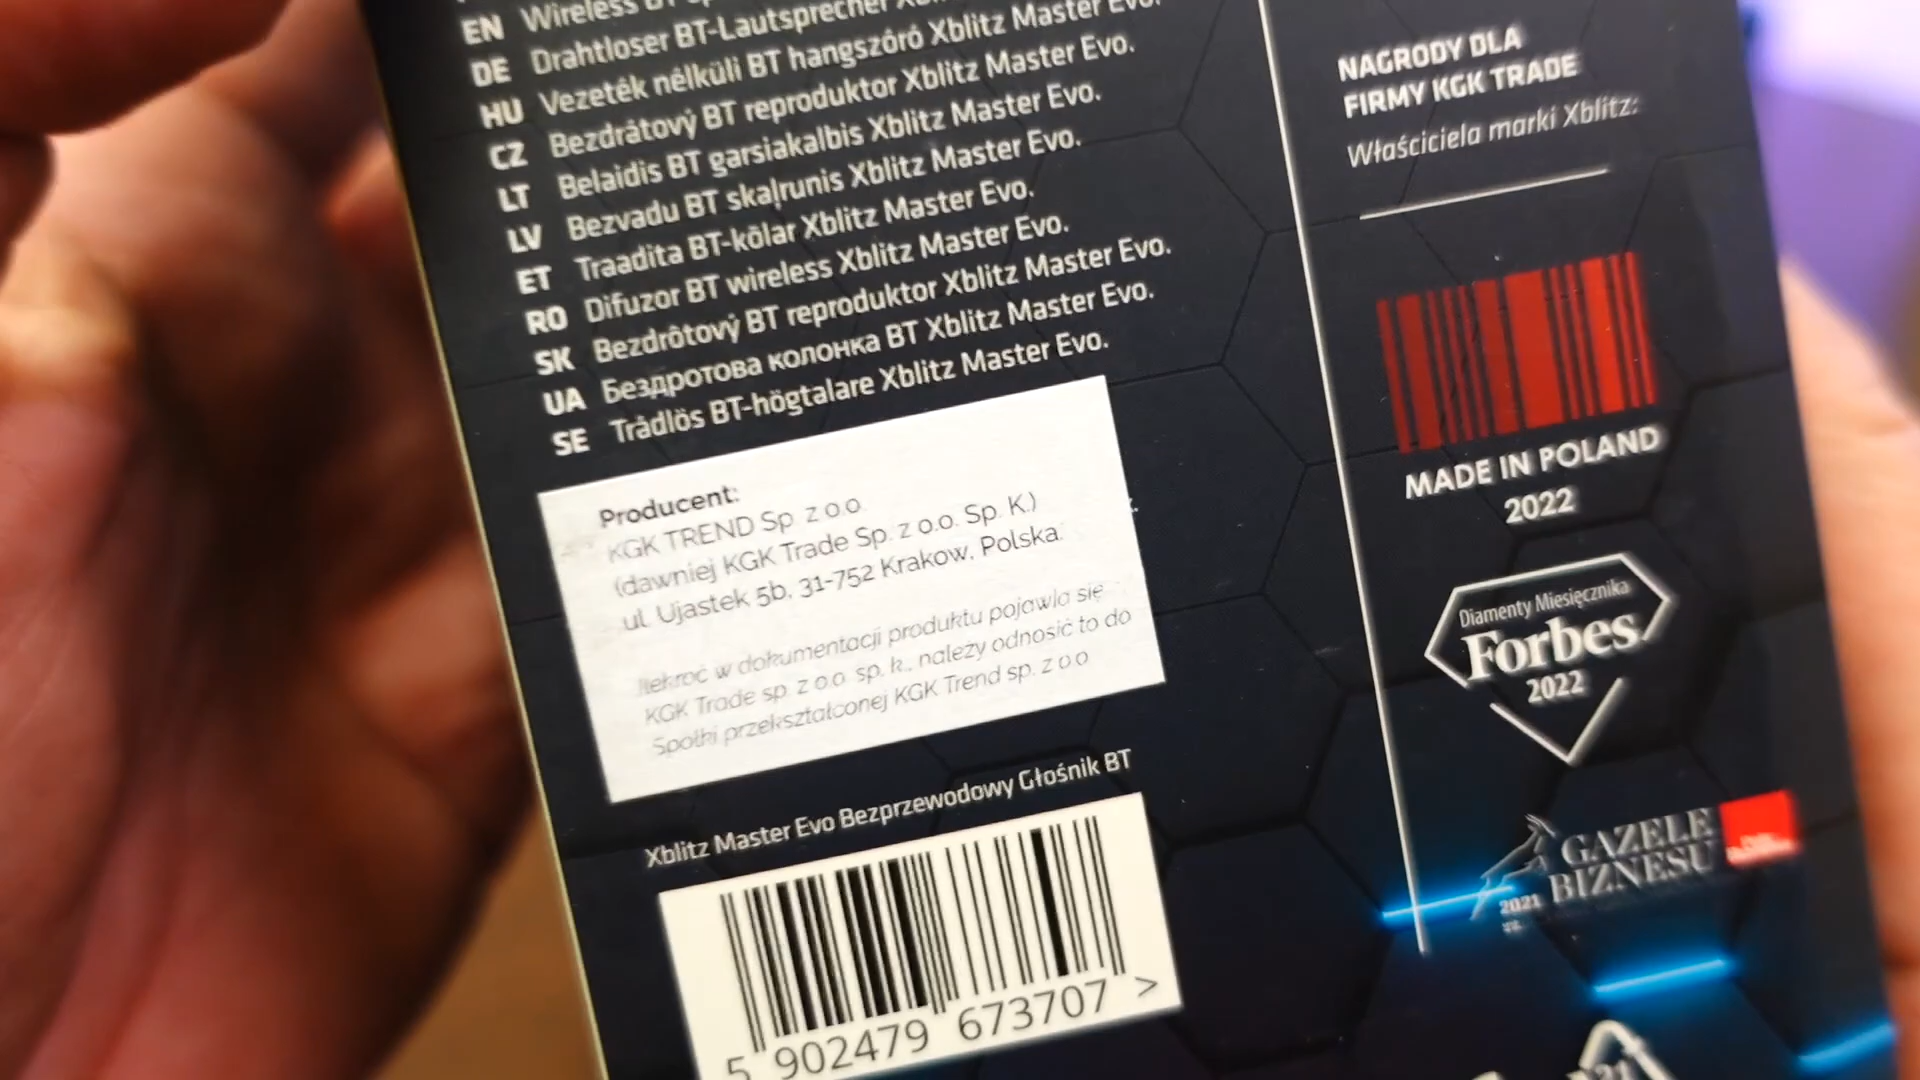 EN Wireless BT
DE Drahtloser BT-Lautsprecher
HU Vezeték nélküli BT hangszóró Xblitz Master Evo.
CZ Bezdrátový BT reproduktor Xblitz Master Evo.
LT Belaidis BT garsiakalbis Xblitz Master Evo.
LV Bezvadu BT skaļrunis Xblitz Master Evo.
ET Traadita BT-kõlar Xblitz Master Evo.
RO Difuzor BT wireless Xblitz Master Evo.
SK Bezdrôtový BT reproduktor Xblitz Master Evo.
UA Бездротова колонка BT Xblitz Master Evo.
SE Trådlös BT-högtalare Xblitz Master Evo.
Producent:
KGK TREND Sp. z o.o.
(dawniej KGK Trade Sp. z o.o. Sp. K.)
ul. Ujastek 5b, 31-752 Krakow, Polska.
Ilekroć w dokumentacji produktu pojawia się
KGK Trade sp. z o.o. sp. k., należy odnosić to do
Spółki przekształconej KGK Trend sp. z o.o
Xblitz Master Evo Bezprzewodowy Głośnik BT
5 902479 673707 >
NAGRODY DLA
FIRMY KGK TRADE
Właściciela marki Xblitz:
MADE IN POLAND
2022
Diamenty Miesięcznika
Forbes
2022
GAZELE
BIZNESU
2021
21